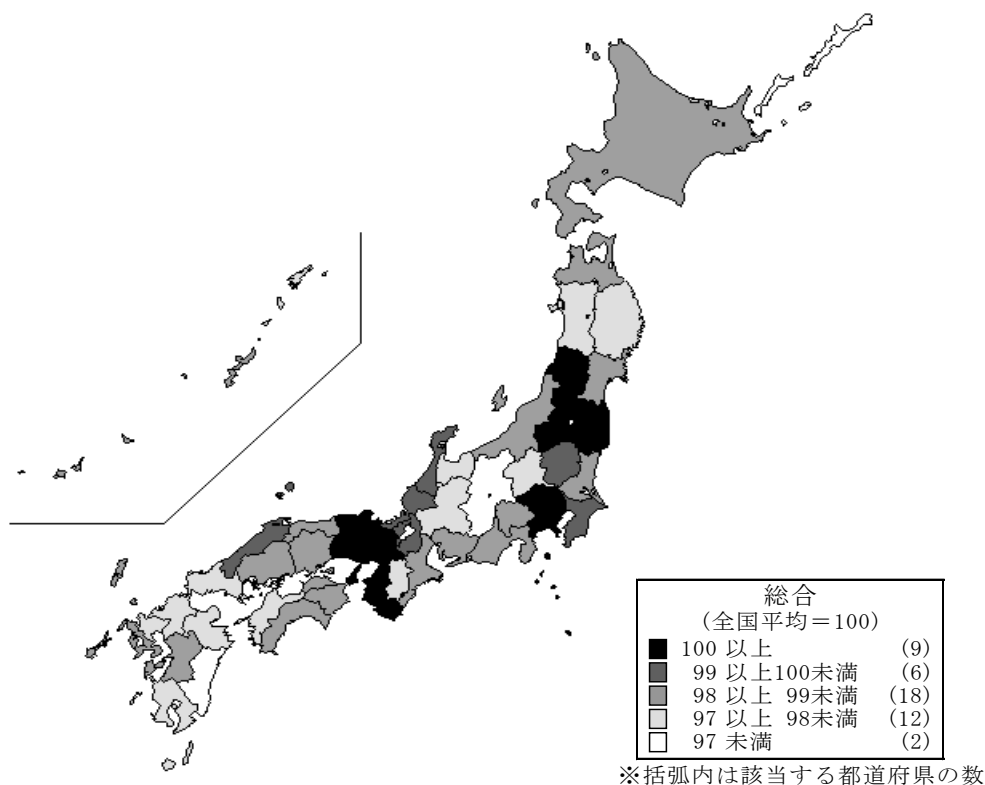 総合
(全国平均＝100)
100 以上 (9)
99 以上100未満 (6)
98 以上 99未満 (18)
97 以上 98未満 (12)
97 未満 (2)
※括弧内は該当する都道府県の数